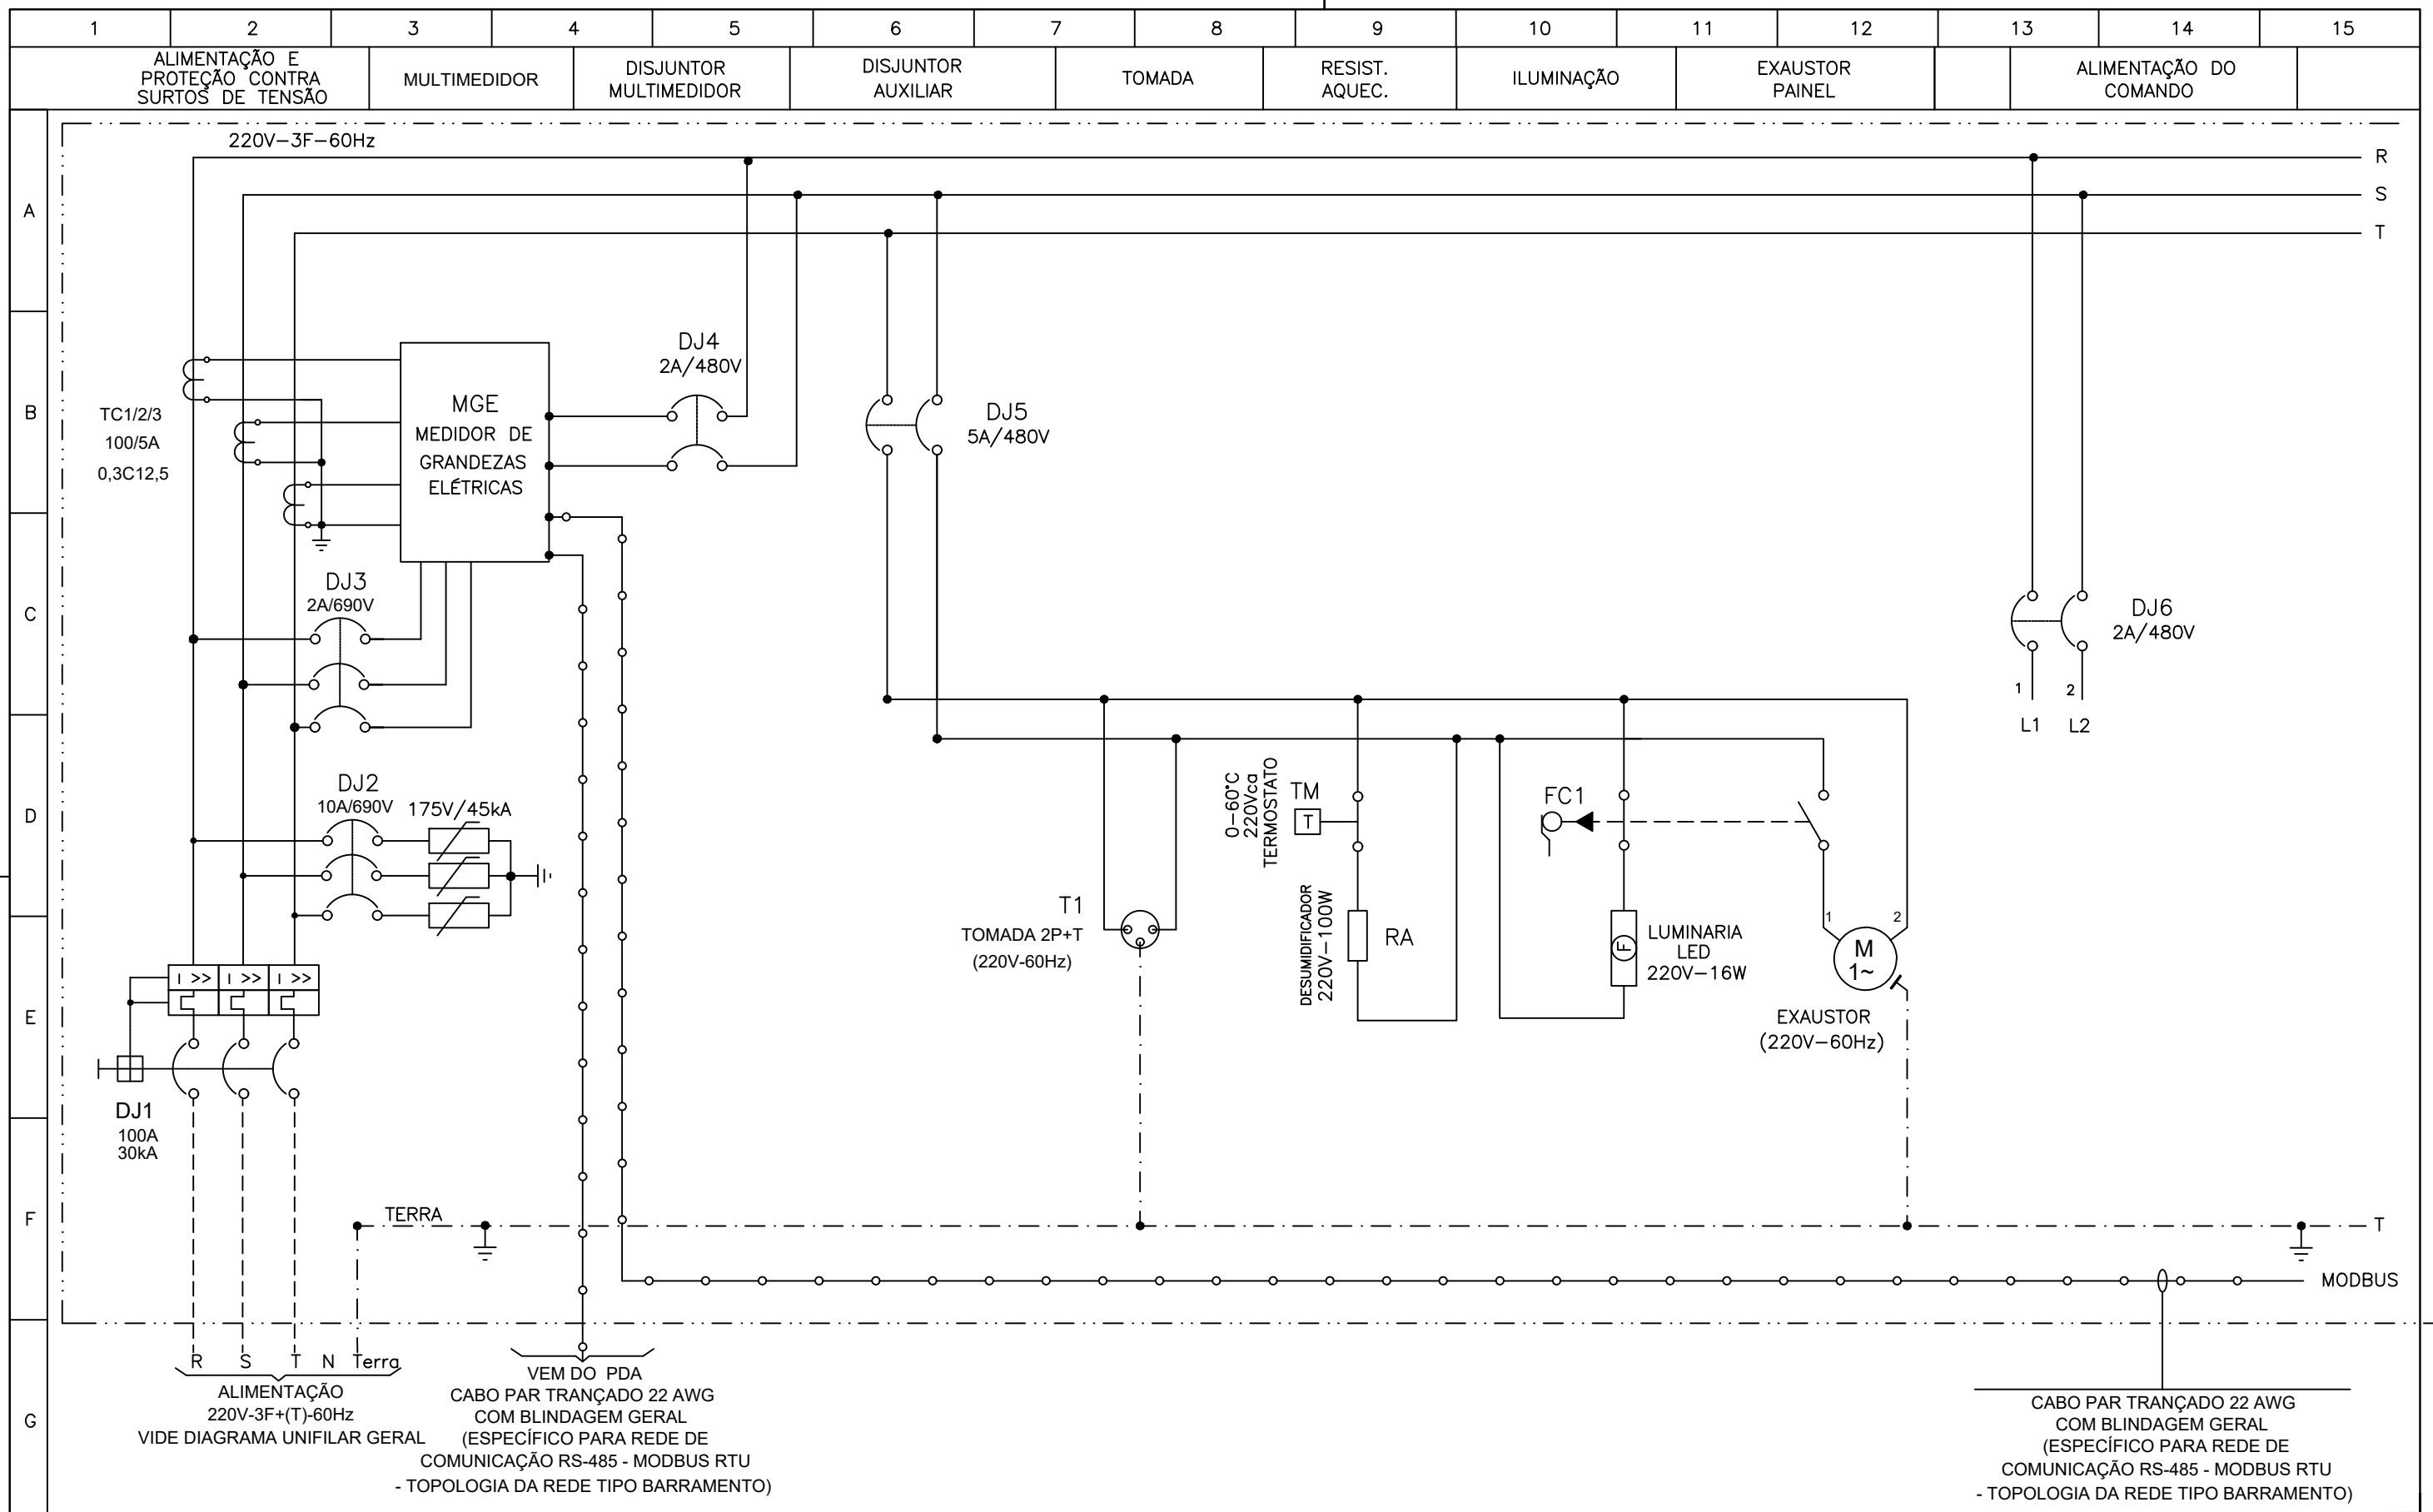 1 2 3 4 5 6 7 8 9 10 11 12 13 14 15
ALIMENTAÇÃO E
PROTEÇÃO CONTRA
SURTOS DE TENSÃO
MULTIMEDIDOR
DISJUNTOR
MULTIMEDIDOR
DISJUNTOR
AUXILIAR
TOMADA
RESIST.
AQUEC.
ILUMINAÇÃO
EXAUSTOR
PAINEL
ALIMENTAÇÃO DO
COMANDO
A
B
C
D
E
F
G
220V-3F-60Hz
R
S
T
TC1/2/3
100/5A
0,3C12,5
MGE
MEDIDOR DE
GRANDEZAS
ELÉTRICAS
DJ4
2A/480V
DJ5
5A/480V
DJ3
2A/690V
DJ6
2A/480V
1 2
L1 L2
DJ2
10A/690V
175V/45kA
0-60°C
220Vca
TERMOSTATO
TM
T
FC1
T1
TOMADA 2P+T
(220V-60Hz)
DESUMIDIFICADOR
220V-100W
RA
F
LUMINARIA
LED
220V-16W
1 2
M
1~
EXAUSTOR
(220V-60Hz)
I >> I >> I >>
DJ1
100A
30kA
TERRA
T
MODBUS
R S T N Terra
ALIMENTAÇÃO
220V-3F+(T)-60Hz
VIDE DIAGRAMA UNIFILAR GERAL
VEM DO PDA
CABO PAR TRANÇADO 22 AWG
COM BLINDAGEM GERAL
(ESPECÍFICO PARA REDE DE
COMUNICAÇÃO RS-485 - MODBUS RTU
- TOPOLOGIA DA REDE TIPO BARRAMENTO)
CABO PAR TRANÇADO 22 AWG
COM BLINDAGEM GERAL
(ESPECÍFICO PARA REDE DE
COMUNICAÇÃO RS-485 - MODBUS RTU
- TOPOLOGIA DA REDE TIPO BARRAMENTO)